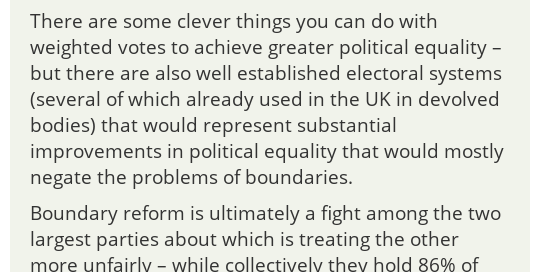 There are some clever things you can do with
weighted votes to achieve greater political equality –
but there are also well established electoral systems
(several of which already used in the UK in devolved
bodies) that would represent substantial
improvements in political equality that would mostly
negate the problems of boundaries.
Boundary reform is ultimately a fight among the two
largest parties about which is treating the other
more unfairly – while collectively they hold 86% of